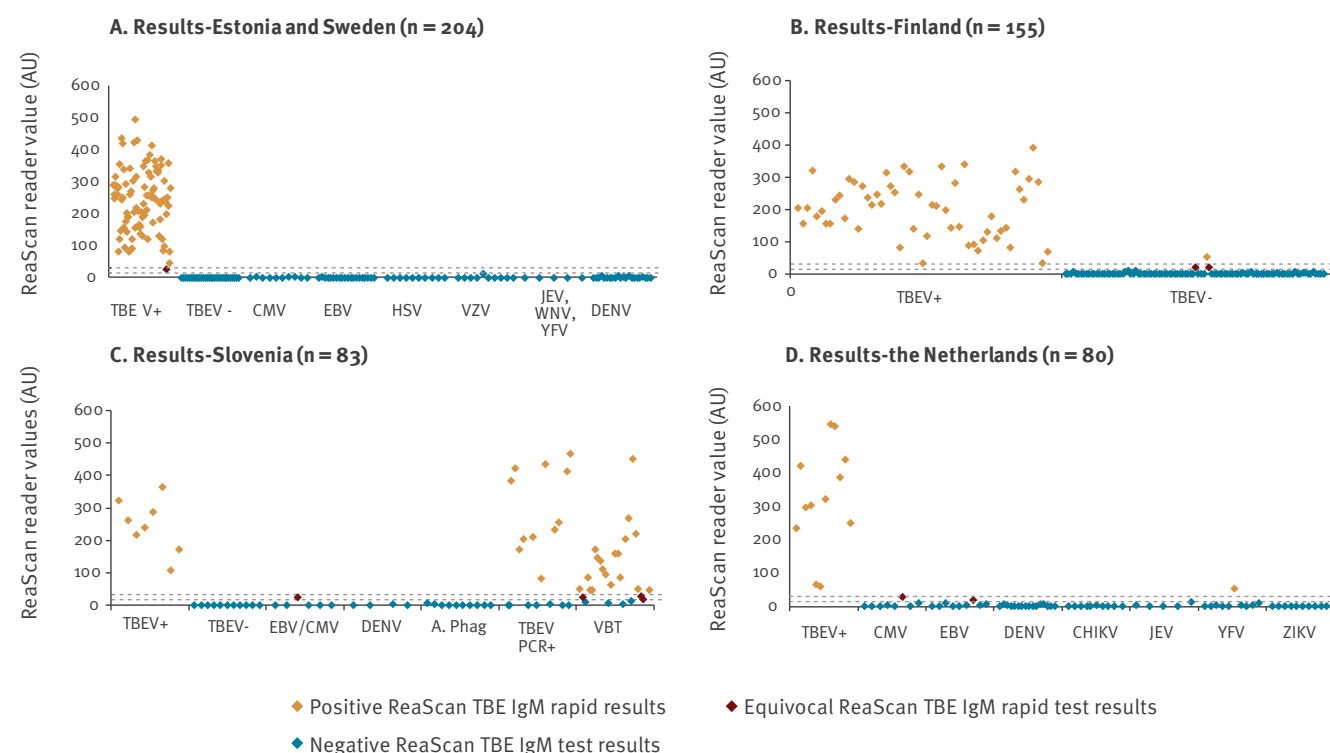 A. Results-Estonia and Sweden (n = 204)
ReaScan reader value (AU)
600
500
400
300
200
100
0
TBE V+ TBEV - CMV EBV HSV VZV JEV, WNV, YFV DENV
B. Results-Finland (n = 155)
ReaScan reader value (AU)
600
500
400
300
200
100
0
0
TBEV+ TBEV-
C. Results-Slovenia (n = 83)
ReaScan reader values (AU)
600
500
400
300
200
100
0
TBEV+ TBEV- EBV/CMV DENV A. Phag TBEV PCR+ VBT
D. Results-the Netherlands (n = 80)
ReaScan reader value (AU)
600
500
400
300
200
100
0
TBEV+ CMV EBV DENV CHIKV JEV YFV ZIKV
Positive ReaScan TBE IgM rapid results
Equivocal ReaScan TBE IgM rapid test results
Negative ReaScan TBE IgM test results